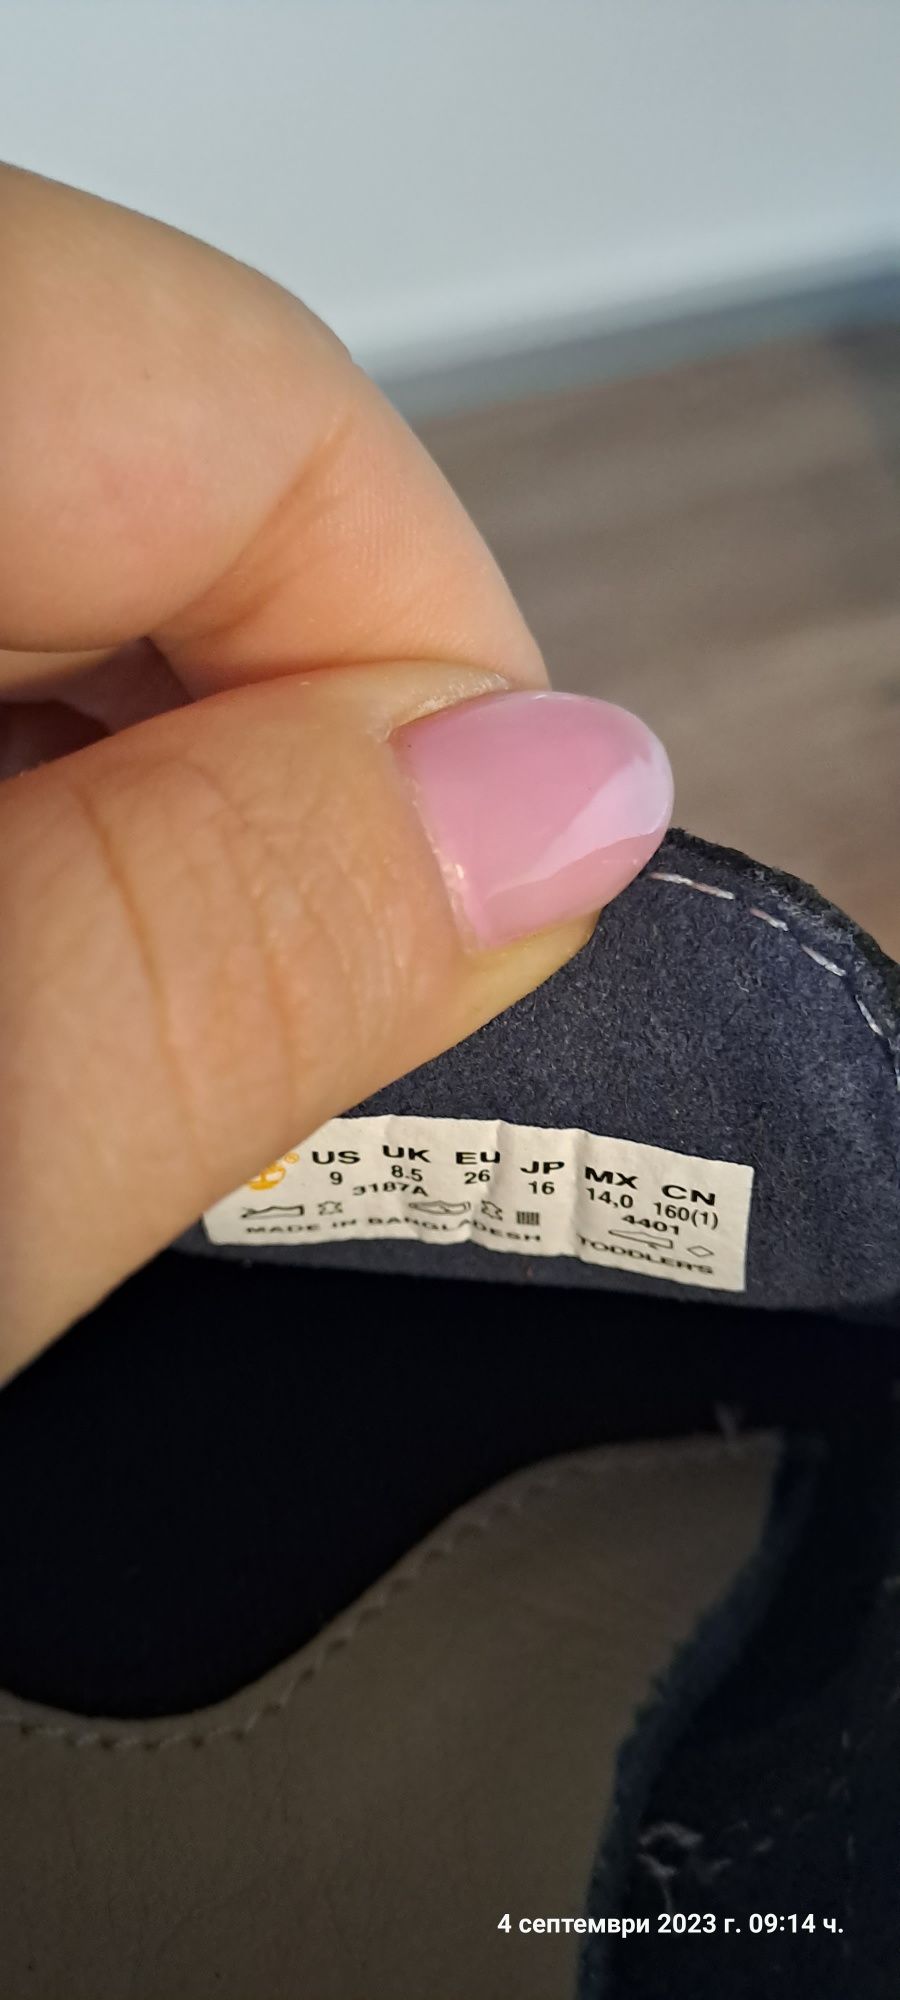 ® US UK EU JP MX CN
9 8.5 26 16 14,0 160(1)
3187A 4401
MADE IN BANGLADESH TODDLERS
4 септември 2023 г. 09:14 ч.